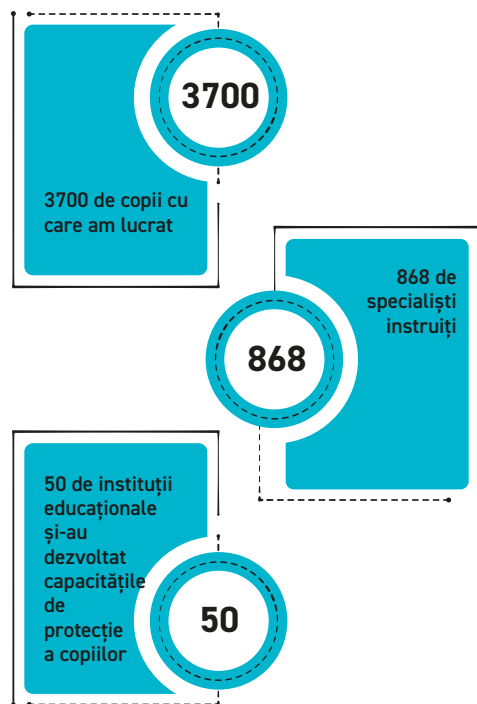 3700
3700 de copii cu
care am lucrat
868 de
specialiști
instruiți
868
50 de instituții
educaționale
și-au
dezvoltat
capacitățile
de
protecție
a copiilor
50